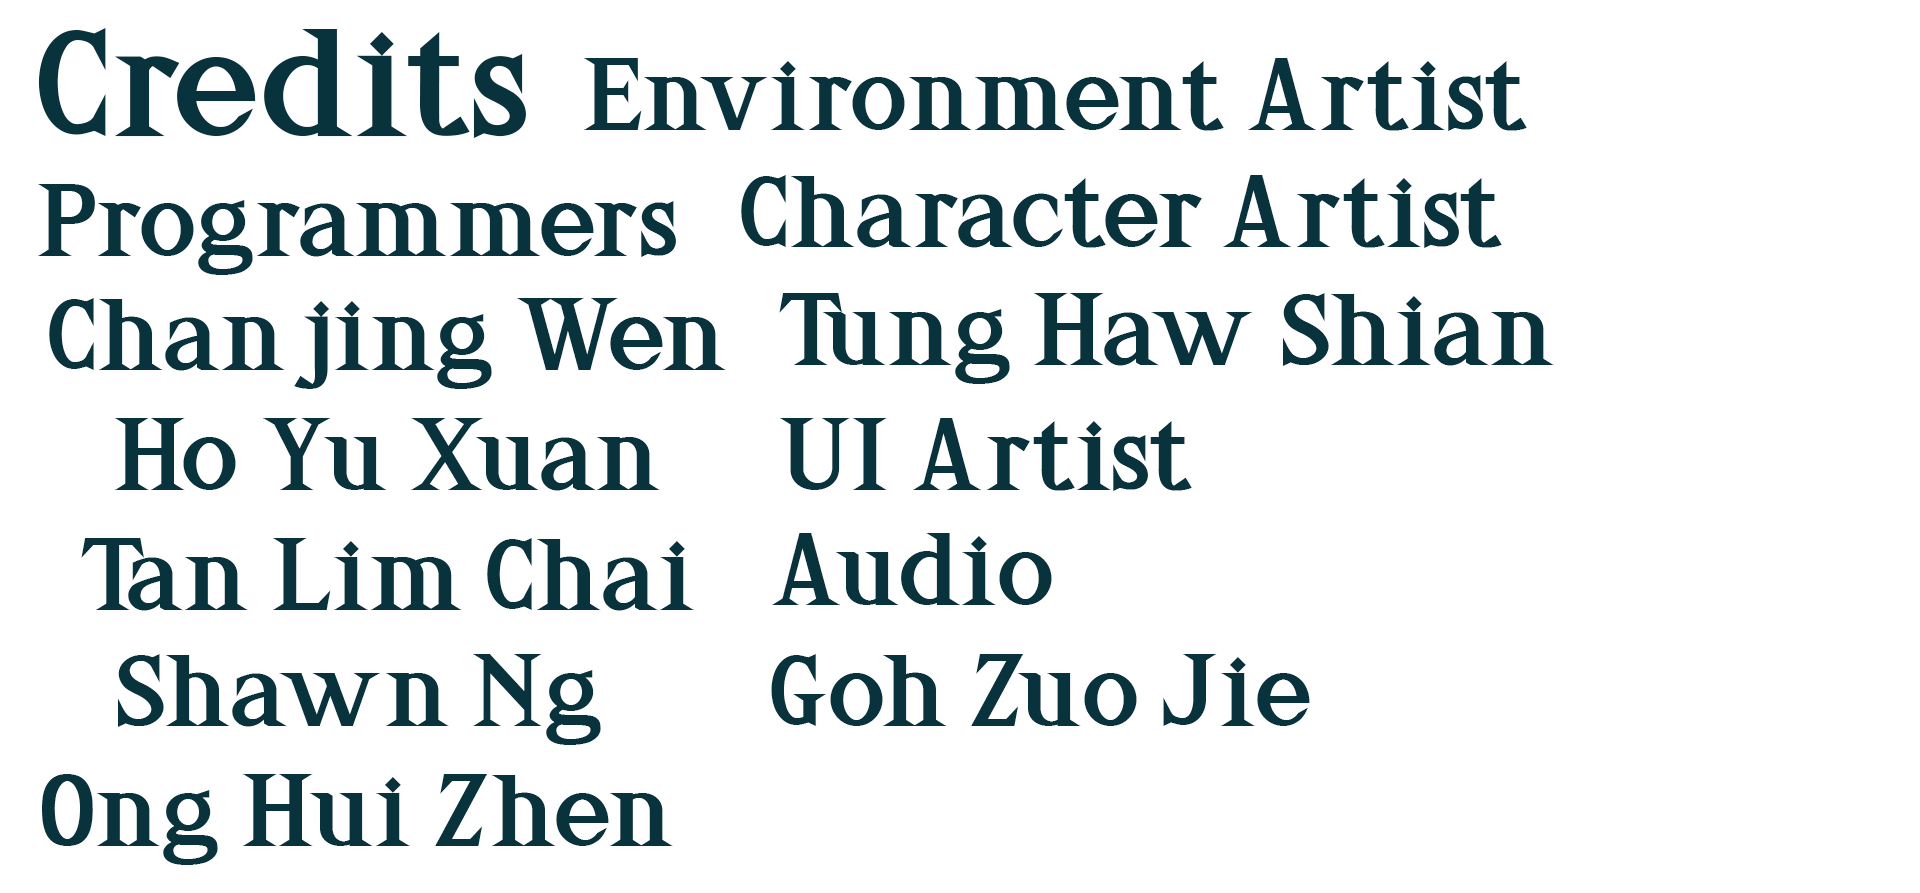 Credits
Environment Artist
Programmers
Character Artist
Chan jing Wen
Tung Haw Shian
Ho Yu Xuan
UI Artist
Tan Lim Chai
Audio
Shawn Ng
Goh Zuo Jie
Ong Hui Zhen